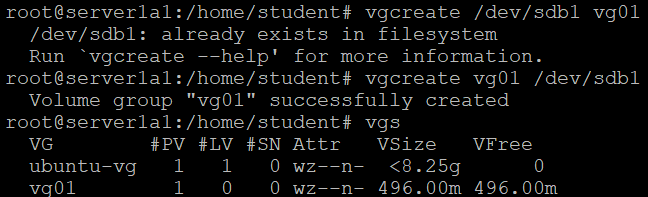 root@server1a1:/home/student# vgcreate /dev/sdb1 vg01
  /dev/sdb1: already exists in filesystem
  Run `vgcreate --help' for more information.
root@server1a1:/home/student# vgcreate vg01 /dev/sdb1
  Volume group "vg01" successfully created
root@server1a1:/home/student# vgs
  VG        #PV #LV #SN Attr   VSize   VFree
  ubuntu-vg   1   1   0 wz--n-  <8.25g      0
  vg01        1   0   0 wz--n- 496.00m 496.00m